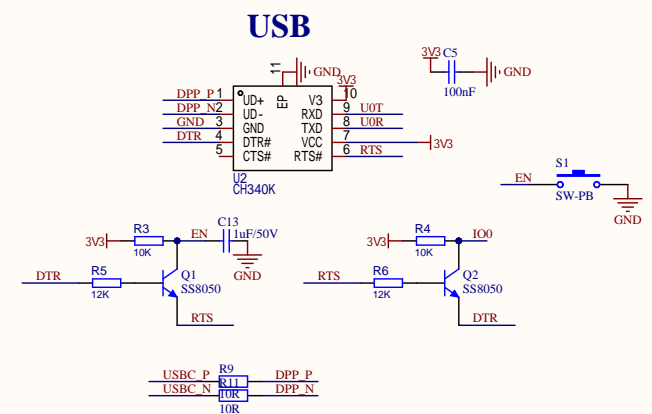 USB
3V3 C5
GND
100nF
11
GND
3V3
DPP_P 1 UD+ EP V3 10
DPP_N 2 UD- RXD 9 U0T
GND 3 GND TXD 8 U0R
DTR 4 DTR# VCC 7 3V3
5 CTS# RTS# 6 RTS
U2
CH340K
S1
EN
SW-PB
GND
R3 EN C13
3V3 10K 1uF/50V
GND
DTR R5 Q1
12K SS8050
RTS
R4 IO0
3V3 10K
RTS R6 Q2
12K SS8050
DTR
R9
USBC_P R11 DPP_P
USBC_N 10R DPP_N
10R